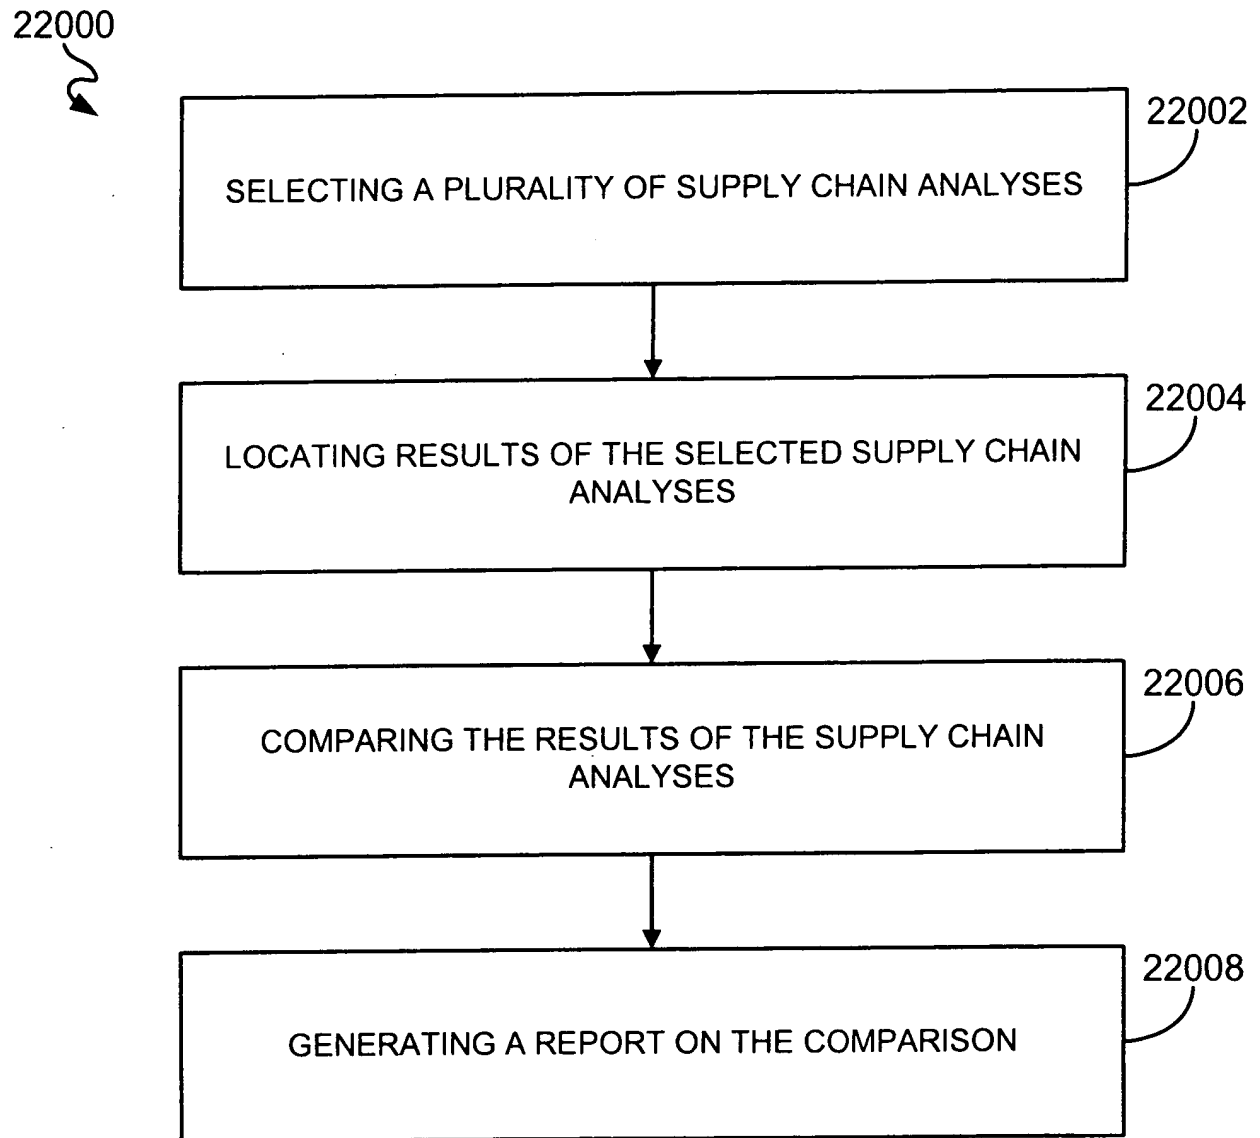 22000
22002
SELECTING A PLURALITY OF SUPPLY CHAIN ANALYSES
22004
LOCATING RESULTS OF THE SELECTED SUPPLY CHAIN
ANALYSES
22006
COMPARING THE RESULTS OF THE SUPPLY CHAIN
ANALYSES
22008
GENERATING A REPORT ON THE COMPARISON